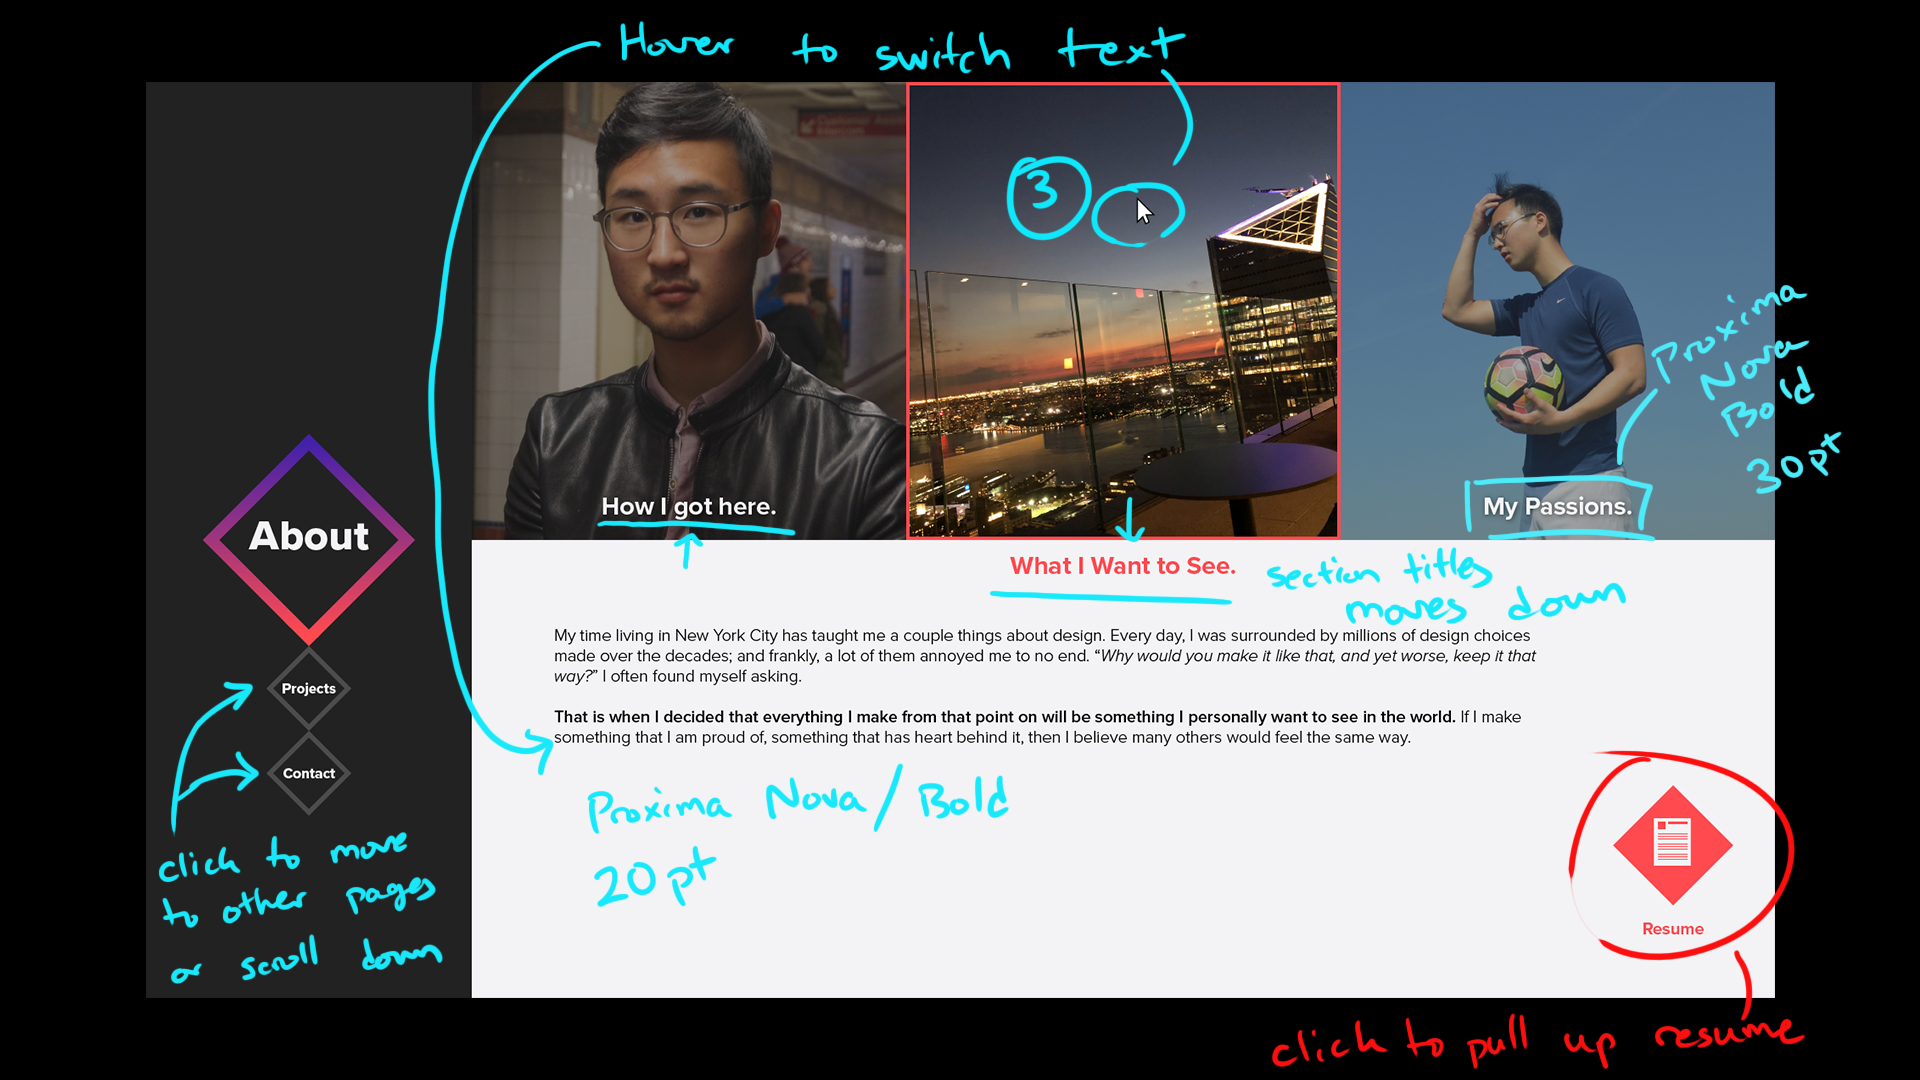 Hover to switch text
Customer Assistance
Intercom
3
Proxima
Nova
Bold
30pt
How I got here.
My Passions.
About
What I Want to See.
section titles
moves down
My time living in New York City has taught me a couple things about design. Every day, I was surrounded by millions of design choices
made over the decades; and frankly, a lot of them annoyed me to no end. “Why would you make it like that, and yet worse, keep it that
way?” I often found myself asking.
That is when I decided that everything I make from that point on will be something I personally want to see in the world. If I make
something that I am proud of, something that has heart behind it, then I believe many others would feel the same way.
Projects
Contact
Proxima Nova/Bold
20pt
click to move
to other pages
or scroll down
Resume
click to pull up resume